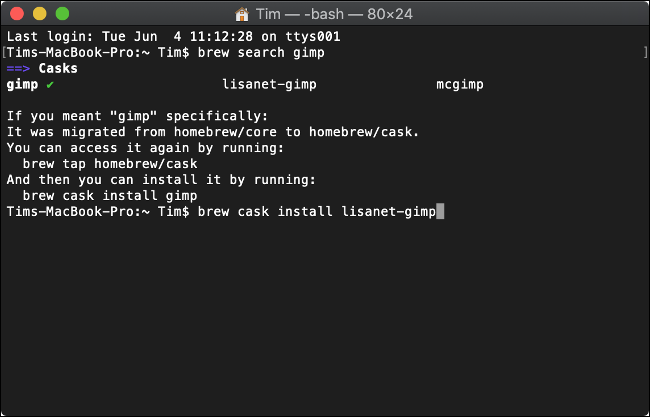 Tim — -bash — 80×24
Last login: Tue Jun  4 11:12:28 on ttys001
[Tims-MacBook-Pro:~ Tim$ brew search gimp ]
==> Casks
gimp ✔ lisanet-gimp mcgimp
If you meant "gimp" specifically:
It was migrated from homebrew/core to homebrew/cask.
You can access it again by running:
  brew tap homebrew/cask
And then you can install it by running:
  brew cask install gimp
Tims-MacBook-Pro:~ Tim$ brew cask install lisanet-gimp